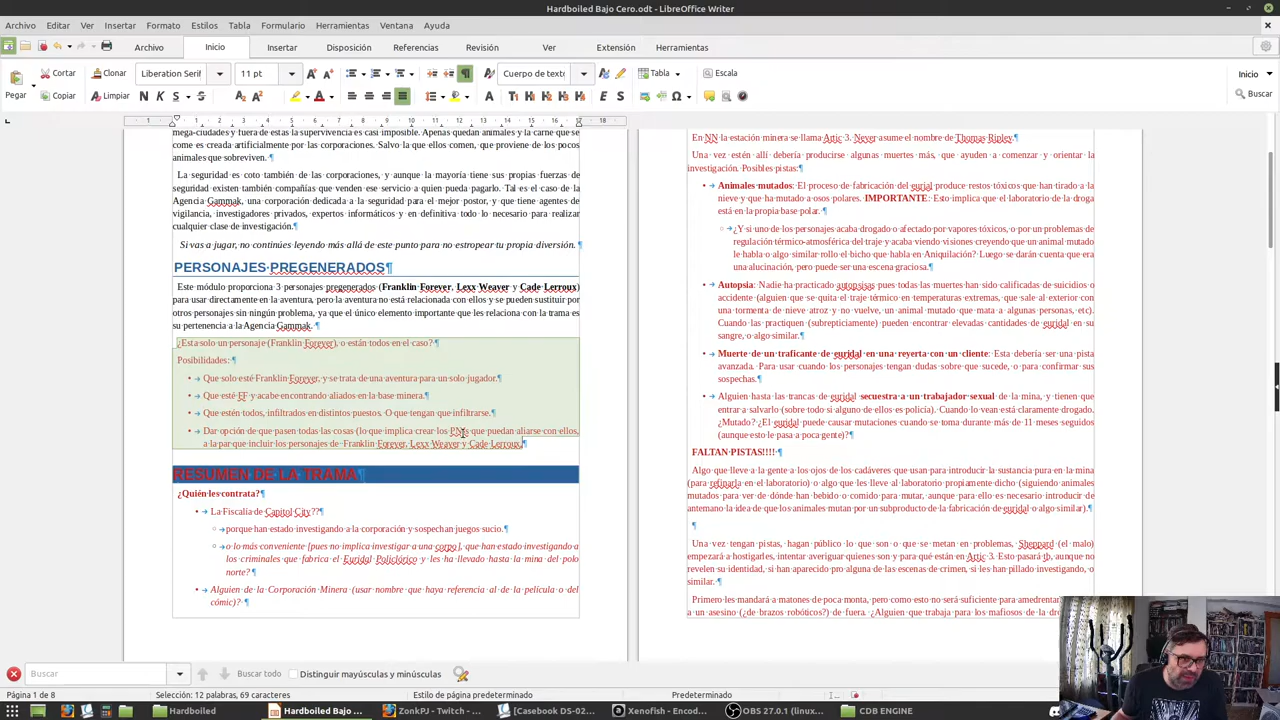 Hardboiled Bajo Cero.odt - LibreOffice Writer
Archivo Editar Ver Insertar Formato Estilos Tabla Formulario Herramientas Ventana Ayuda
Archivo Inicio Insertar Disposición Referencias Revisión Ver Extensión Herramientas
Pegar Cortar Copiar Clonar Limpiar Liberation Serif 11 pt Cuerpo de texto Tabla Escala Inicio Buscar
mega-ciudades y fuera de estas la supervivencia es casi imposible. Apenas quedan animales y la carne que se
come es creada artificialmente por las corporaciones. Salvo la que ellos comen, que proviene de los pocos
animales que sobreviven.
La seguridad es coto también de las corporaciones, y aunque la mayoría tiene sus propias fuerzas de
seguridad existen también compañías que venden ese servicio a quien pueda pagarlo. Tal es el caso de la
Agencia Gammak, una corporación dedicada a la seguridad para el mejor postor, y que tiene agentes de
vigilancia, investigadores privados, expertos informáticos y en definitiva todo lo necesario para realizar
cualquier clase de investigación.
Si vas a jugar, no continúes leyendo más allá de este punto para no estropear tu propia diversión.
PERSONAJES PREGENERADOS
Este módulo proporciona 3 personajes pregenerados (Franklin Forever, Lexx Weaver y Cade Lerroux)
para usar directamente en la aventura, pero la aventura no está relacionada con ellos y se pueden sustituir por
otros personajes sin ningún problema, ya que el único elemento importante que les relaciona con la trama es
su pertenencia a la Agencia Gammak.
¿Esta solo un personaje (Franklin Forever), o están todos en el caso?
Posibilidades:
• Que solo esté Franklin Forever, y se trata de una aventura para un solo jugador.
• Que esté FF y acabe encontrando aliados en la base minera.
• Que estén todos, infiltrados en distintos puestos. O que tengan que infiltrarse.
• Dar opción de que pasen todas las cosas (lo que implica crear los PNJs que puedan aliarse con ellos,
a la par que incluir los personajes de Franklin Forever, Lexx Weaver y Cade Lerroux.
RESUMEN DE LA TRAMA
¿Quién les contrata?
• La Fiscalía de Capitol City??
porque han estado investigando a la corporación y sospechan juegos sucio.
o lo más conveniente [pues no implica investigar a una corpo], que han estado investigando a
los criminales que fabrica el Euridal Policlórico y les ha llevado hasta la mina del polo
norte?
• Alguien de la Corporación Minera (usar nombre que haya referencia al de la película o del
cómic)?
En NN la estación minera se llama Artic 3. Never asume el nombre de Thomas Ripley.
Una vez estén allí debería producirse algunas muertes más, que ayuden a comenzar y orientar la
investigación. Posibles pistas:
• Animales mutados: El proceso de fabricación del eurial produce restos tóxicos que han tirado a la
nieve y que ha mutado a osos polares. IMPORTANTE: Esto implica que el laboratorio de la droga
está en la propia base polar.
¿Y si uno de los personajes acaba drogado o afectado por vapores tóxicos, o por un problemas de
regulación térmico-atmosférica del traje y acaba viendo visiones creyendo que un animal mutado
le habla o algo similar rollo el bicho que habla en Aniquilación? Luego se darán cuenta que era
una alucinación, pero puede ser una escena graciosa.
• Autopsia: Nadie ha practicado autopsisas pues todas las muertes han sido calificadas de suicidios o
accidente (alguien que se quita el traje térmico en temperaturas extremas, que sale al exterior con
una tormenta de nieve atroz y no vuelve, un animal mutado que mata a algunas personas, etc).
Cuando las practiquen (subrepticiamente) pueden encontrar elevadas cantidades de euridal en su
sangre, o algo similar.
• Muerte de un traficante de euridal en una reyerta con un cliente: Esta debería ser una pista
avanzada. Para usar cuando los personajes tengan dudas sobre que sucede, o para confirmar sus
sospechas.
• Alguien hasta las trancas de euridal secuestra a un trabajador sexual de la mina, y tienen que
entrar a salvarlo (sobre todo si alguno de ellos es policía). Cuando lo vean está claramente drogado.
¿Mutado? ¿El euridal puede causar mutaciones cuando se toma durante más de 11 meses seguidos
(aunque esto le pasa a poca gente)?
FALTAN PISTAS!!!!
Algo que lleve a la gente a los ojos de los cadáveres que usan para introducir la sustancia pura en la mina
(para refinarla en el laboratorio) o algo que les lleve al laboratorio propiamente dicho (siguiendo animales
mutados para ver de dónde han bebido o comido para mutar, aunque para ello es necesario introducir de
antemano la idea de que los animales mutan por un subproducto de la fabricación de euridal o algo similar).
Una vez tengan pistas, hagan público lo que son o que se metan en problemas, Sheppard (el malo)
empezará a hostigarles, intentar averiguar quienes son y para qué están en Artic 3. Esto pasará tb, aunque no
revelen su identidad, si han aparecido pro alguna de las escenas de crimen, si les han pillado investigando, o
similar.
Primero les mandará a matones de poca monta, pero como esto no será suficiente para amedrentar
a un asesino (¿de brazos robóticos?) de fuera. ¿Alguien que trabaja para los mafiosos de la
Buscar Buscar todo Distinguir mayúsculas y minúsculas
Página 1 de 8 Selección: 12 palabras, 69 caracteres Estilo de página predeterminado Predeterminado
Hardboiled Hardboiled Bajo ... ZonkPJ - Twitch - ... [Casebook DS-02... Xenofish - Encod... OBS 27.0.1 (linux... CDB ENGINE